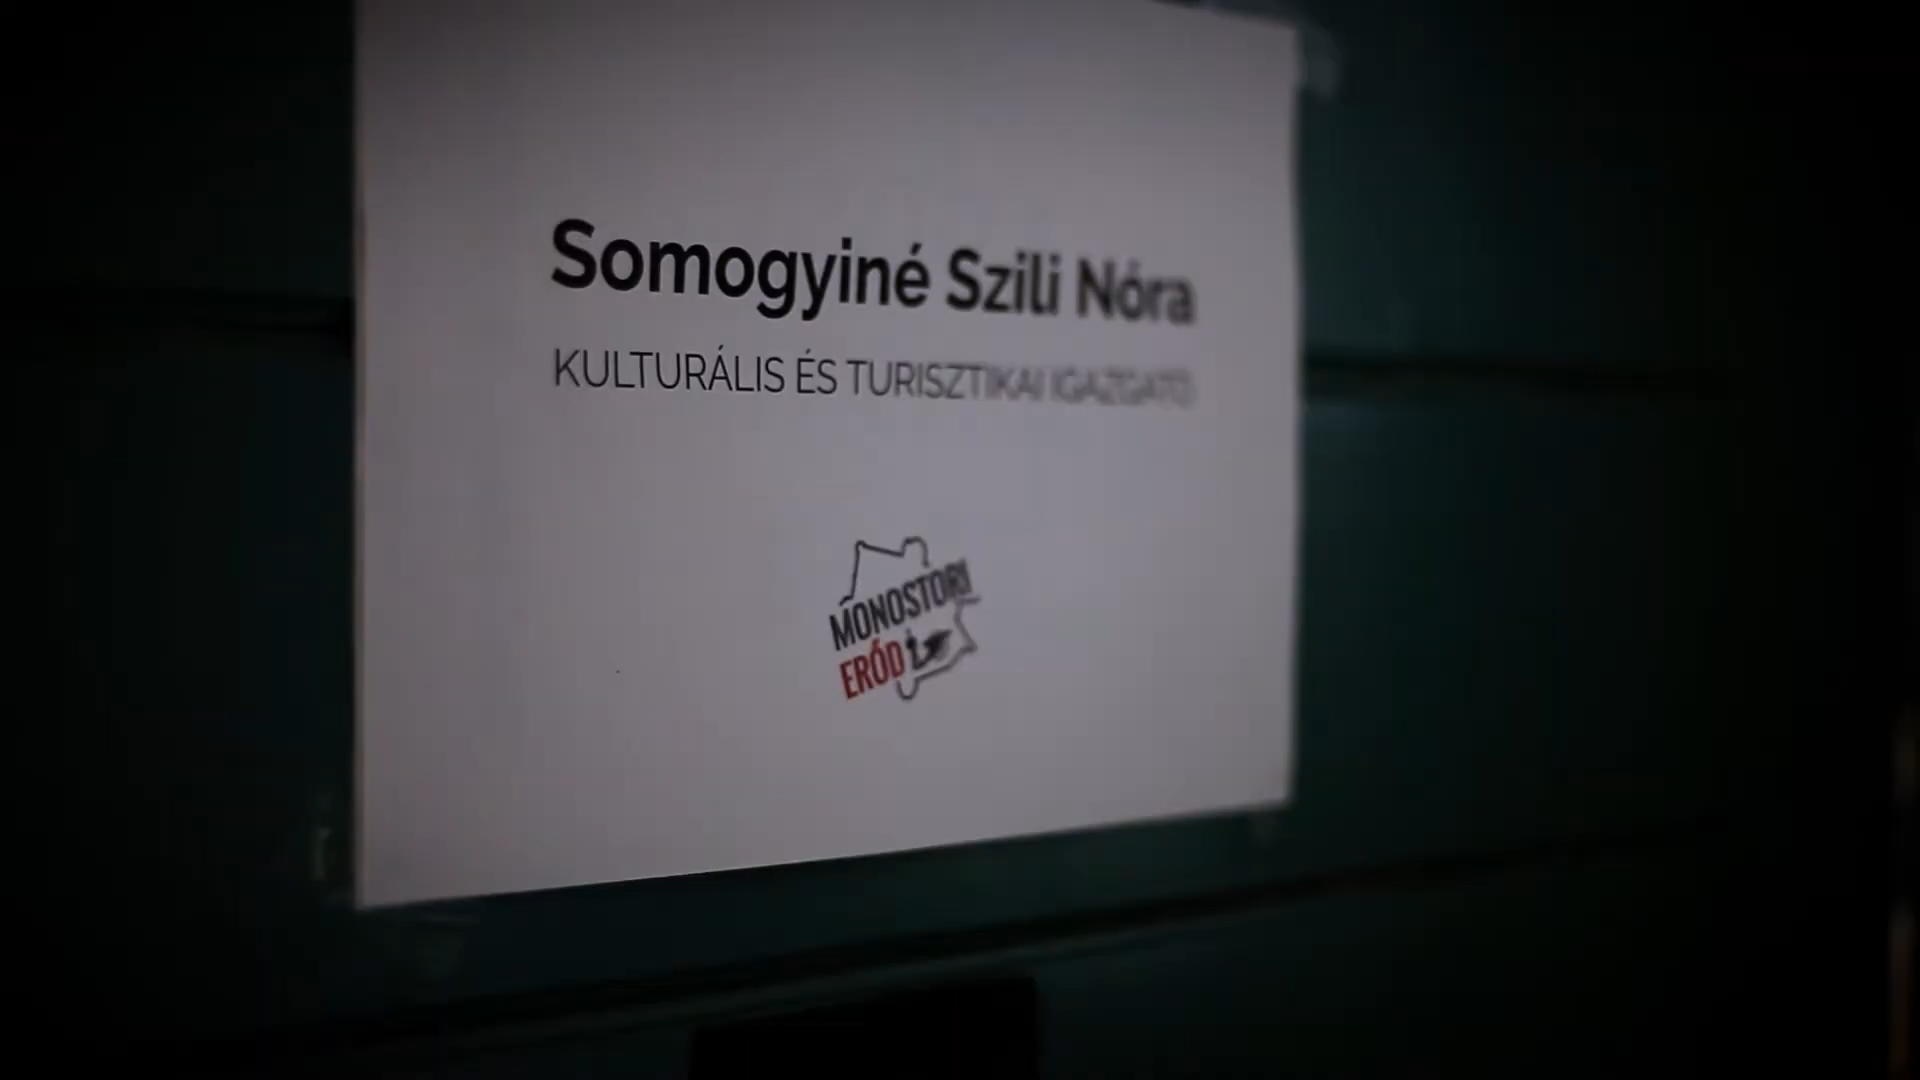 Somogyiné Szili Nóra
KULTURÁLIS ÉS TURISZTIKAI IGAZGATÓ
MONOSTORI
ERŐD